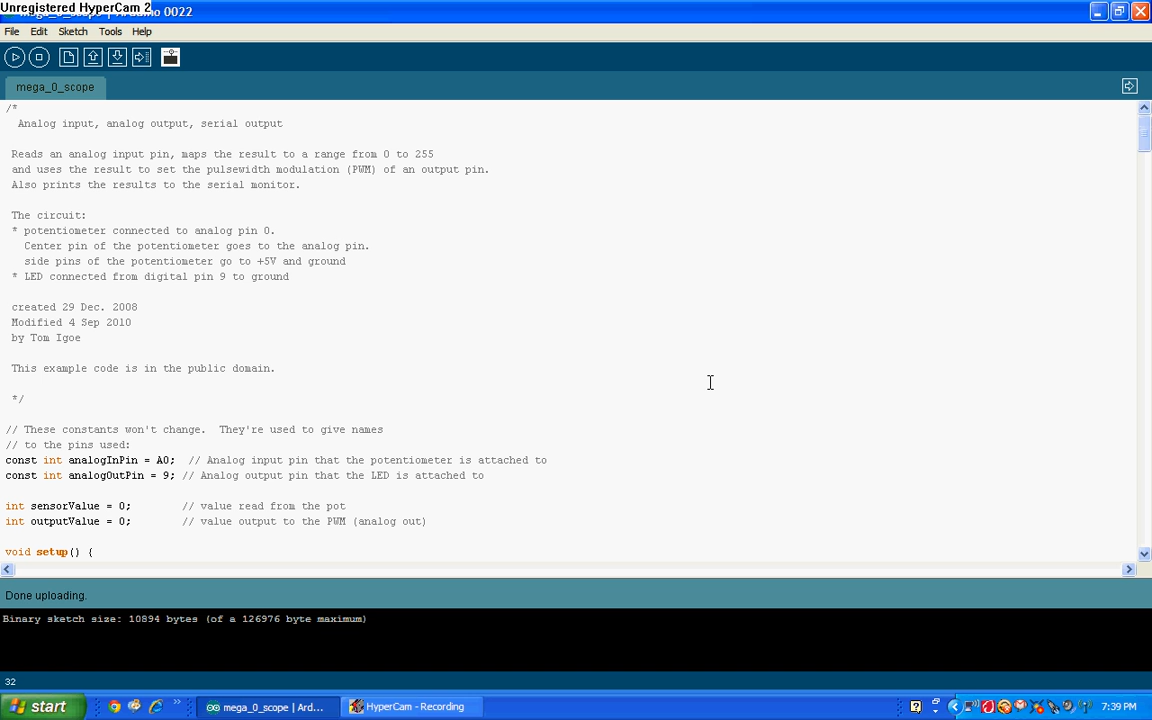 Unregistered HyperCam 2
0022
File Edit Sketch Tools Help
mega_0_scope
/*
Analog input, analog output, serial output
Reads an analog input pin, maps the result to a range from 0 to 255
and uses the result to set the pulsewidth modulation (PWM) of an output pin.
Also prints the results to the serial monitor.
The circuit:
* potentiometer connected to analog pin 0.
Center pin of the potentiometer goes to the analog pin.
side pins of the potentiometer go to +5V and ground
* LED connected from digital pin 9 to ground
created 29 Dec. 2008
Modified 4 Sep 2010
by Tom Igoe
This example code is in the public domain.
*/
// These constants won't change.  They're used to give names
// to the pins used:
const int analogInPin = A0;  // Analog input pin that the potentiometer is attached to
const int analogOutPin = 9; // Analog output pin that the LED is attached to
int sensorValue = 0;        // value read from the pot
int outputValue = 0;        // value output to the PWM (analog out)
void setup() {
Done uploading.
Binary sketch size: 10894 bytes (of a 126976 byte maximum)
32
start mega_0_scope | Ard... HyperCam - Recording 7:39 PM